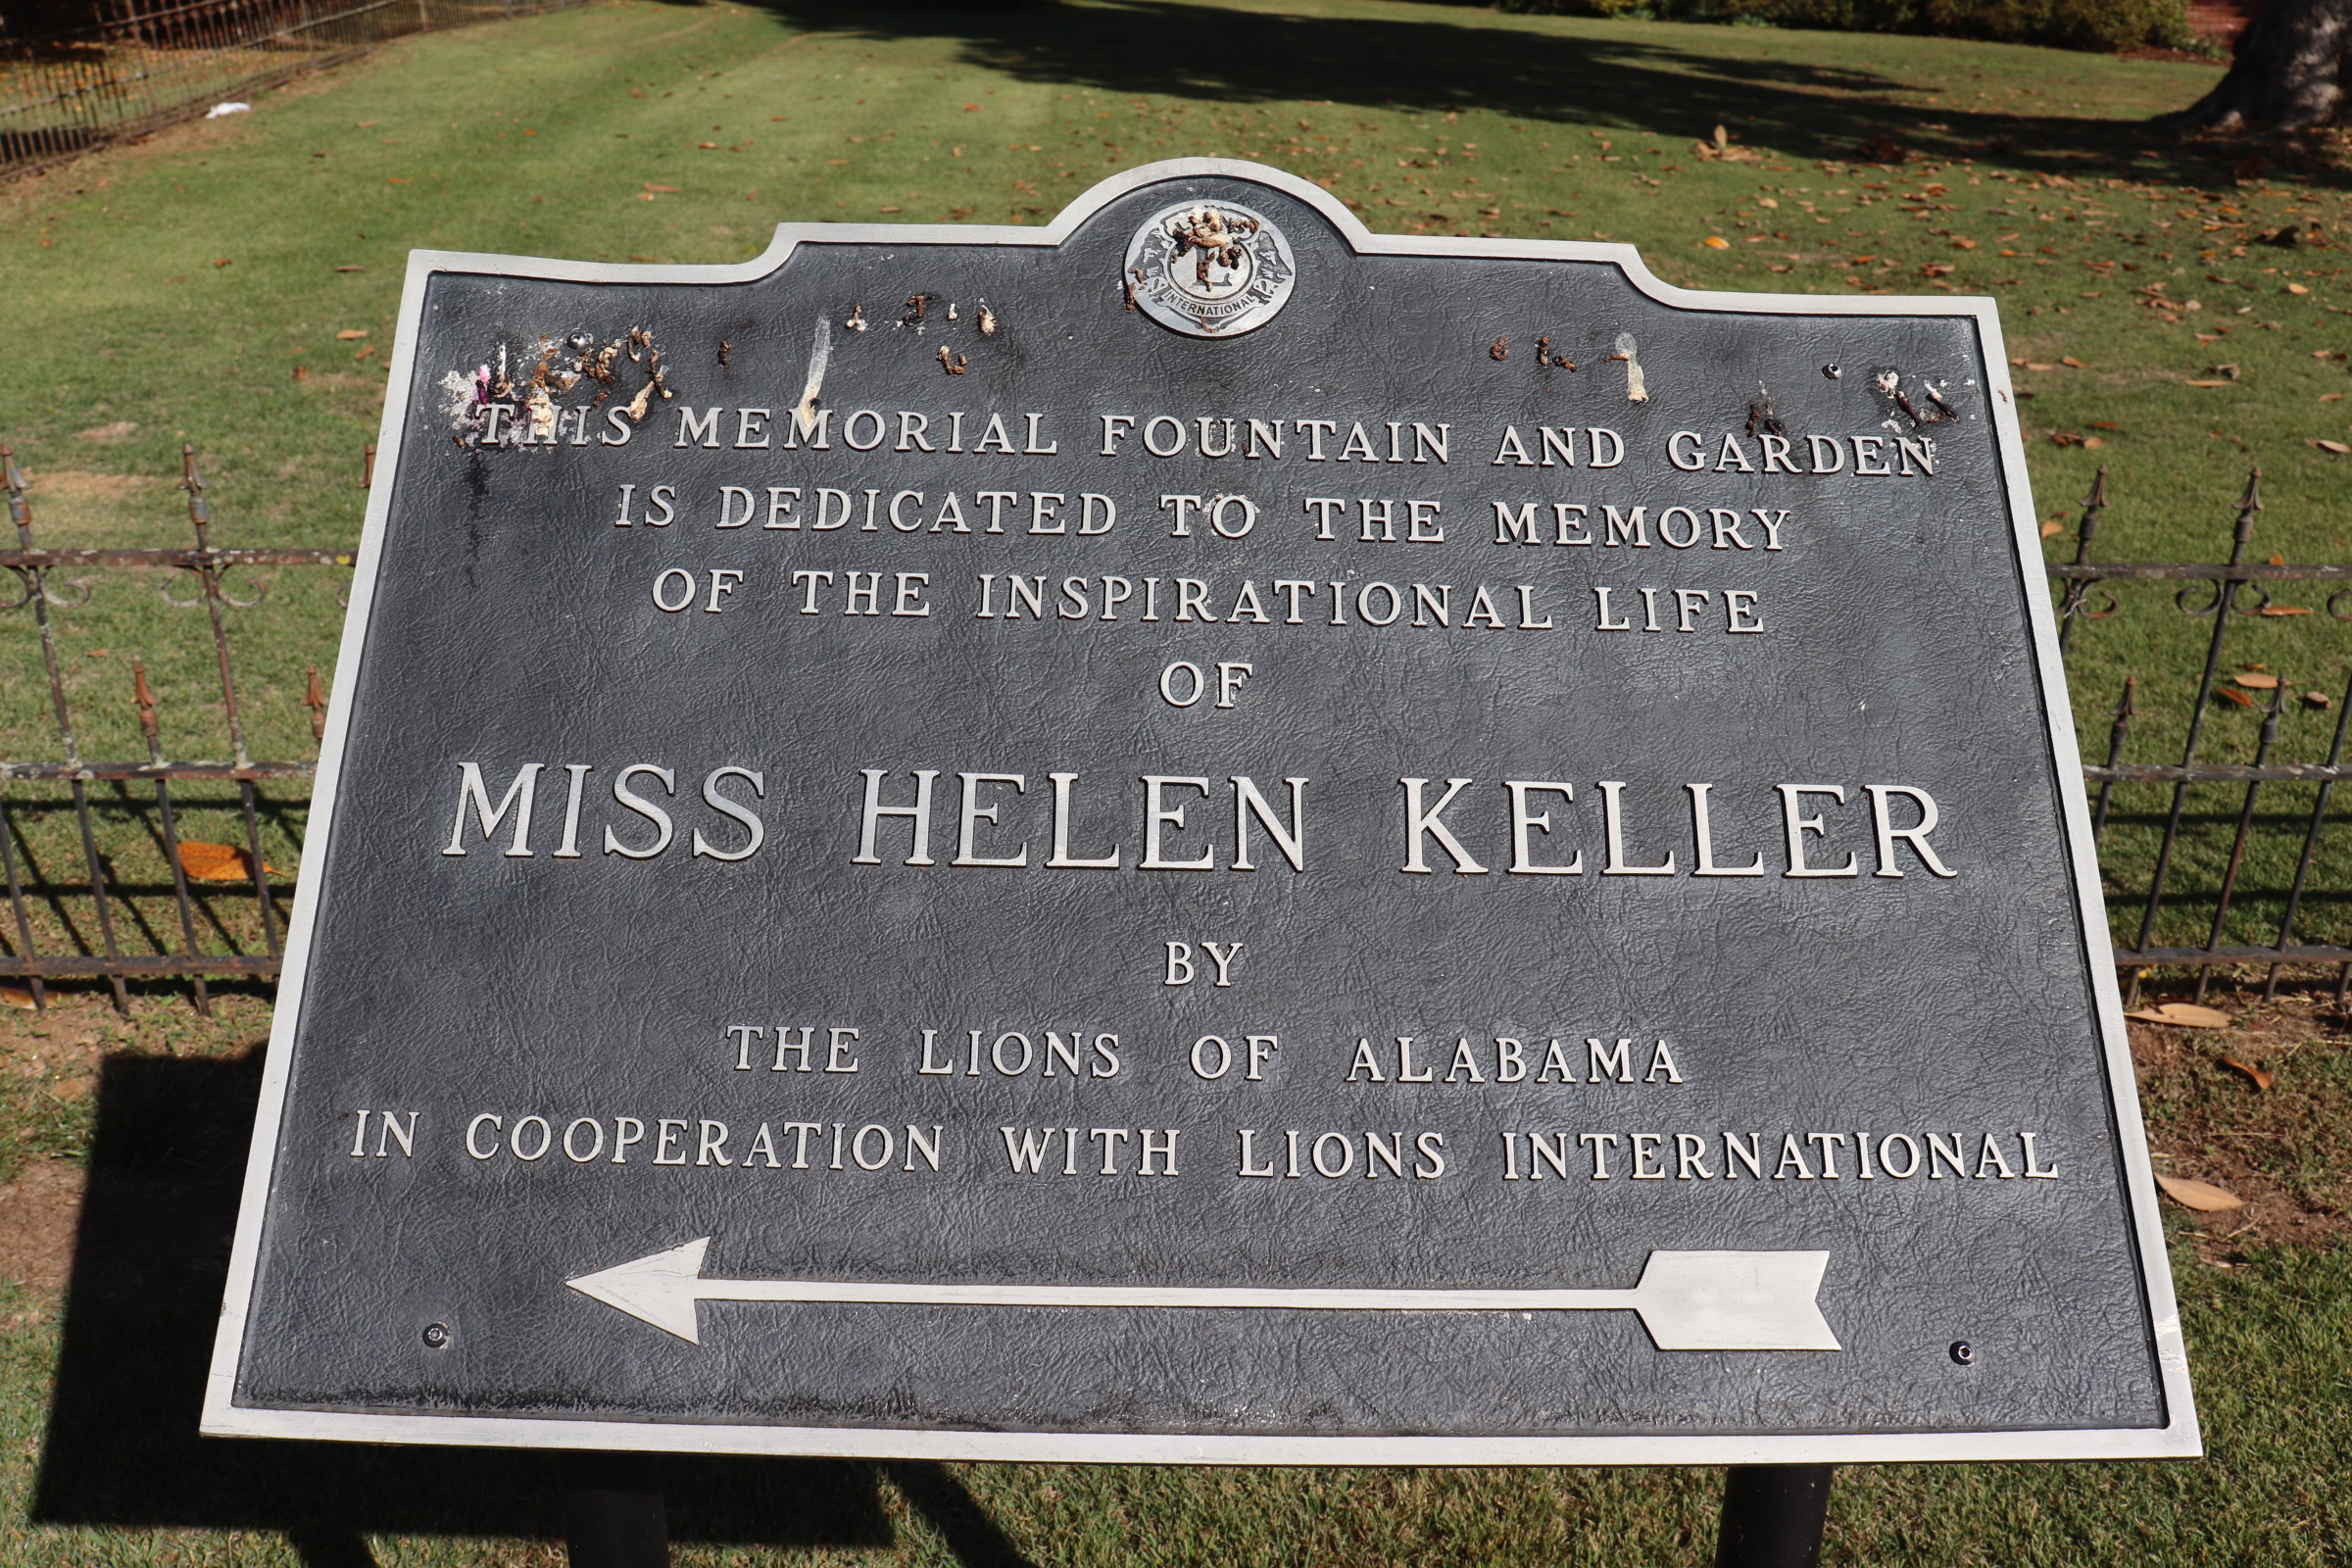 L
INTERNATIONAL
THIS MEMORIAL FOUNTAIN AND GARDEN
IS DEDICATED TO THE MEMORY
OF THE INSPIRATIONAL LIFE
OF
MISS HELEN KELLER
BY
THE LIONS OF ALABAMA
IN COOPERATION WITH LIONS INTERNATIONAL